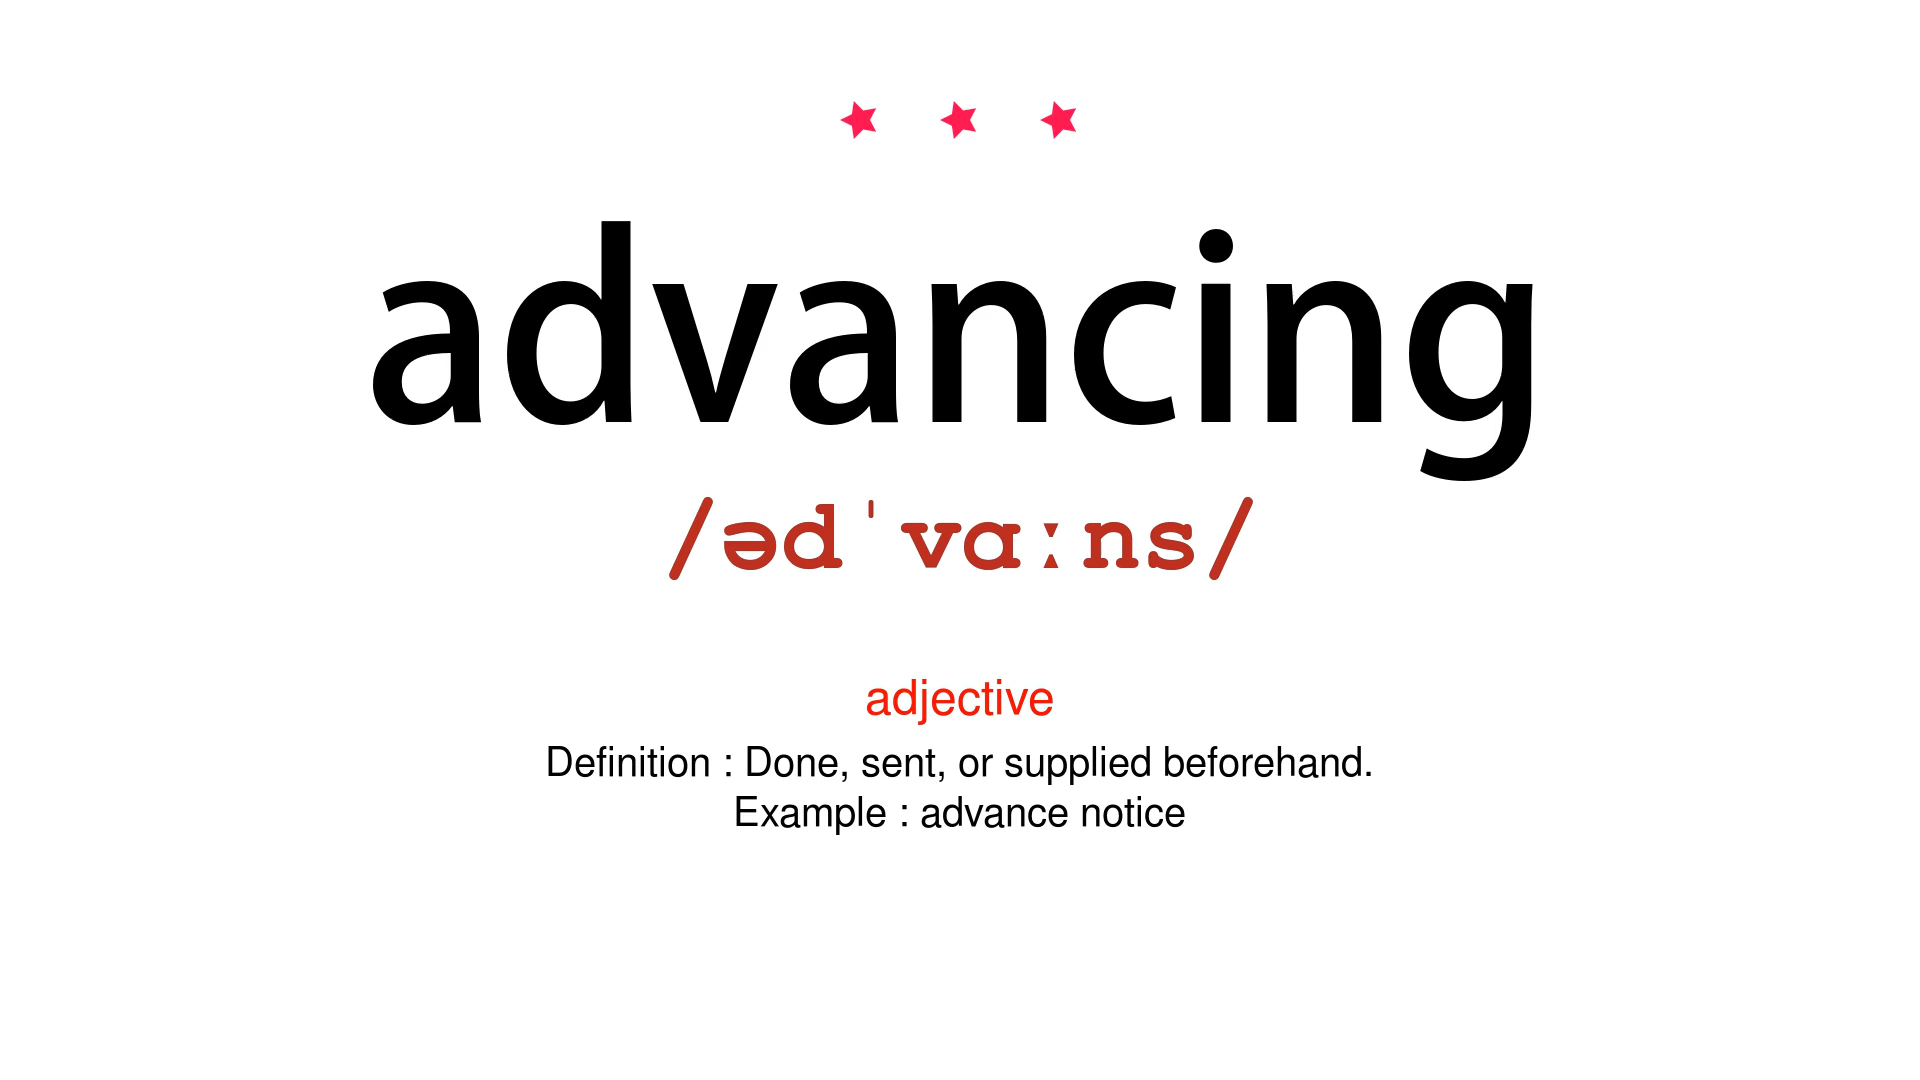 advancing
/ədˈvɑːns/
adjective
Definition : Done, sent, or supplied beforehand.
Example : advance notice